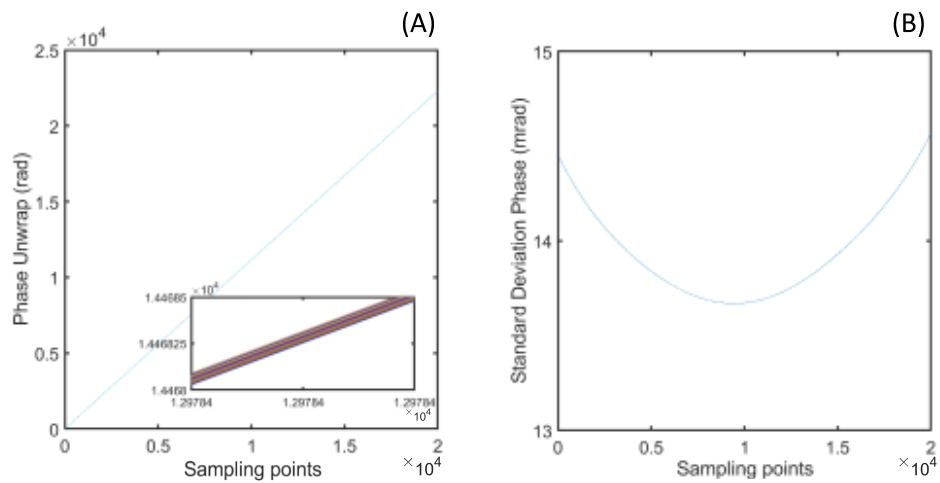 (A)
×10⁴
2.5
2
1.5
1
0.5
0
Phase Unwrap (rad)
×10⁴
1.44685
1.446825
1.4468
1.29784 1.29784 1.29784
×10⁴
0 0.5 1 1.5 2
×10⁴
Sampling points
(B)
15
14
13
Standard Deviation Phase (mrad)
0 0.5 1 1.5 2
×10⁴
Sampling points